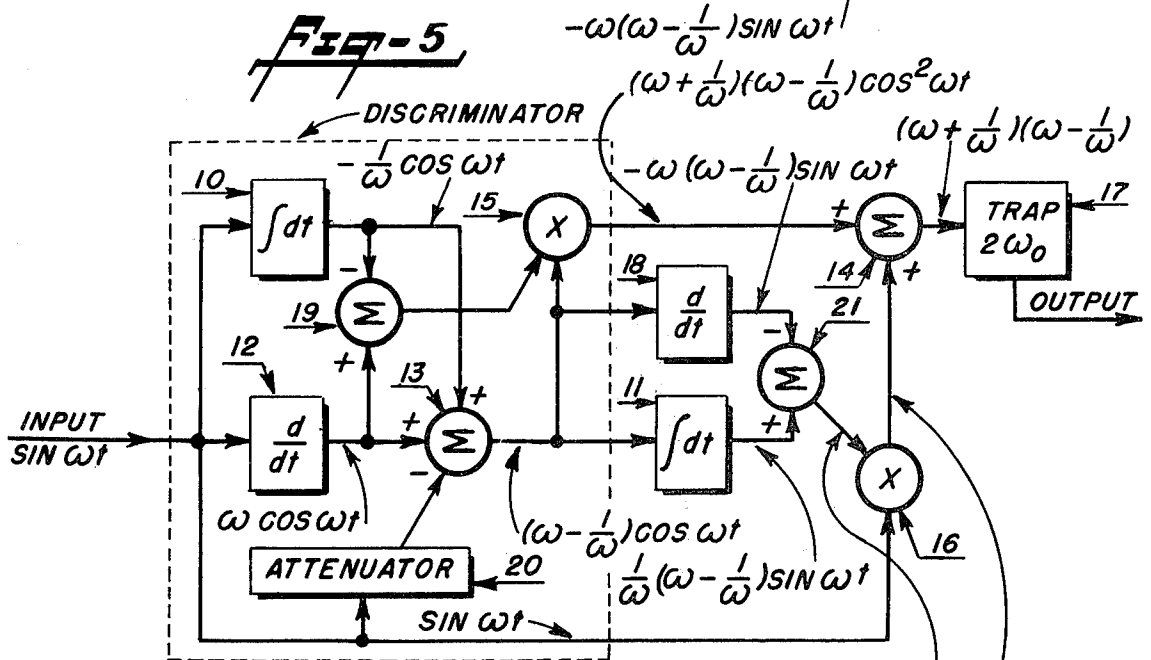 FIG-5
-ω(ω-1/ω)SIN ωt
(ω+1/ω)(ω-1/ω)COS²ωt
DISCRIMINATOR
(ω+1/ω)(ω-1/ω)
-1/ω COS ωt
-ω(ω-1/ω)SIN ωt
10
∫dt
15
X
+
Σ
14
+
TRAP
2ω₀
17
OUTPUT
-
Σ
19
+
18
d/dt
-
21
Σ
+
12
d/dt
13
+
+
Σ
-
11
∫dt
INPUT
SIN ωt
X
16
ω COS ωt
(ω-1/ω)COS ωt
ATTENUATOR
20
1/ω(ω-1/ω)SIN ωt
SIN ωt